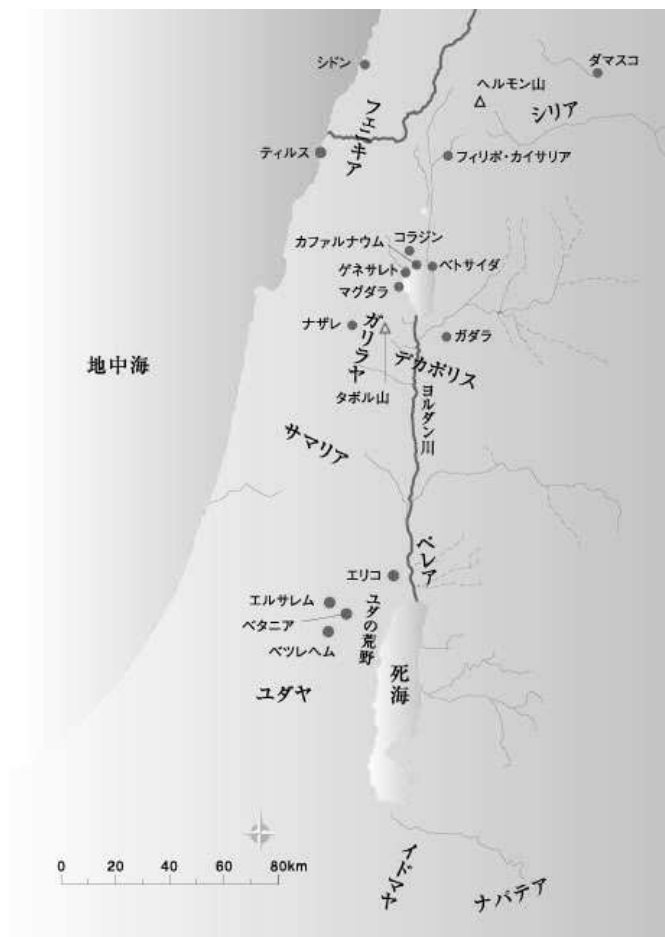 シドン
ダマスコ
ヘルモン山
シリア
フェニキア
ティルス
フィリポ・カイサリア
コラジン
カファルナウム
ベトサイダ
ゲネサレト
マグダラ
ナザレ
ガリラヤ
ガダラ
デカポリス
地中海
タボル山
ヨルダン川
サマリア
ペレア
エリコ
エルサレム
ベタニア
ユダの荒野
ベツレヘム
死海
ユダヤ
0 20 40 60 80km
イドマヤ
ナバテア